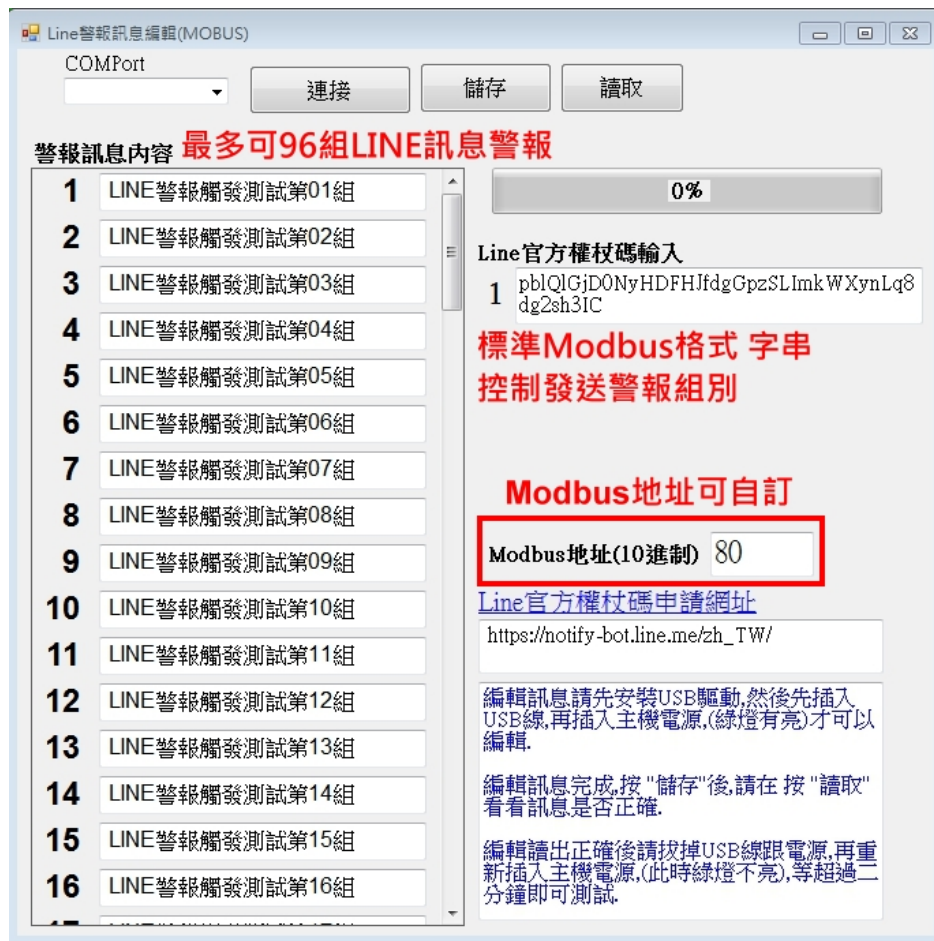 Line警報訊息編輯(MOBUS)
COMPort
連接
儲存
讀取
警報訊息內容 最多可96組LINE訊息警報
1 LINE警報觸發測試第01組
2 LINE警報觸發測試第02組
3 LINE警報觸發測試第03組
4 LINE警報觸發測試第04組
5 LINE警報觸發測試第05組
6 LINE警報觸發測試第06組
7 LINE警報觸發測試第07組
8 LINE警報觸發測試第08組
9 LINE警報觸發測試第09組
10 LINE警報觸發測試第10組
11 LINE警報觸發測試第11組
12 LINE警報觸發測試第12組
13 LINE警報觸發測試第13組
14 LINE警報觸發測試第14組
15 LINE警報觸發測試第15組
16 LINE警報觸發測試第16組
0%
Line官方權杖碼輸入
1 pblQlGjD0NyHDFHJfdgGpzSLImkWXynLq8
dg2sh3IC
標準Modbus格式 字串
控制發送警報組別
Modbus地址可自訂
Modbus地址(10進制) 80
Line官方權杖碼申請網址
https://notify-bot.line.me/zh_TW/
編輯訊息請先安裝USB驅動,然後先插入
USB線,再插入主機電源,(綠燈有亮)才可以
編輯.
編輯訊息完成,按 "儲存"後,請在 按 "讀取"
看看訊息是否正確.
編輯讀出正確後請拔掉USB線跟電源,再重
新插入主機電源,(此時綠燈不亮),等超過二
分鐘即可測試.